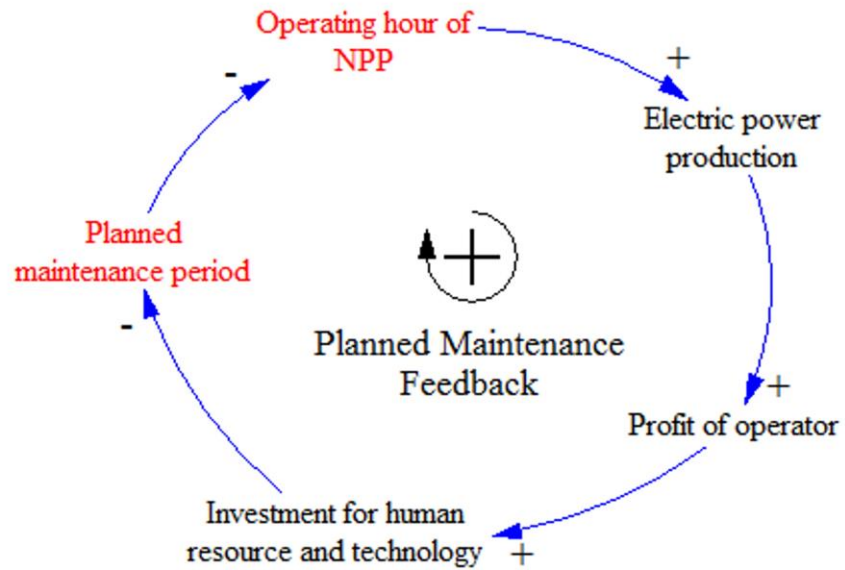 Operating hour of
NPP
-
+
Electric power
production
Planned
maintenance period
+
Planned Maintenance
Feedback
-
+
Profit of operator
Investment for human
resource and technology
+